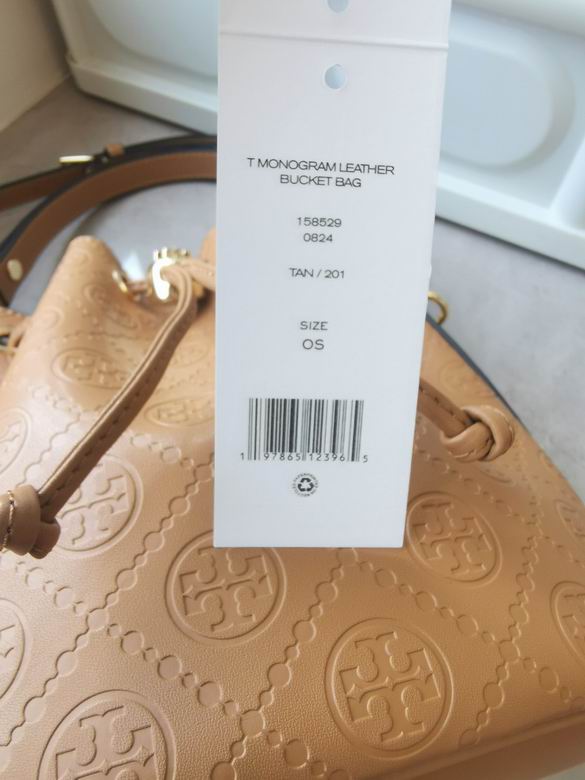 T MONOGRAM LEATHER
BUCKET BAG
158529
0824
TAN / 201
SIZE
OS
1 97865 12396 5